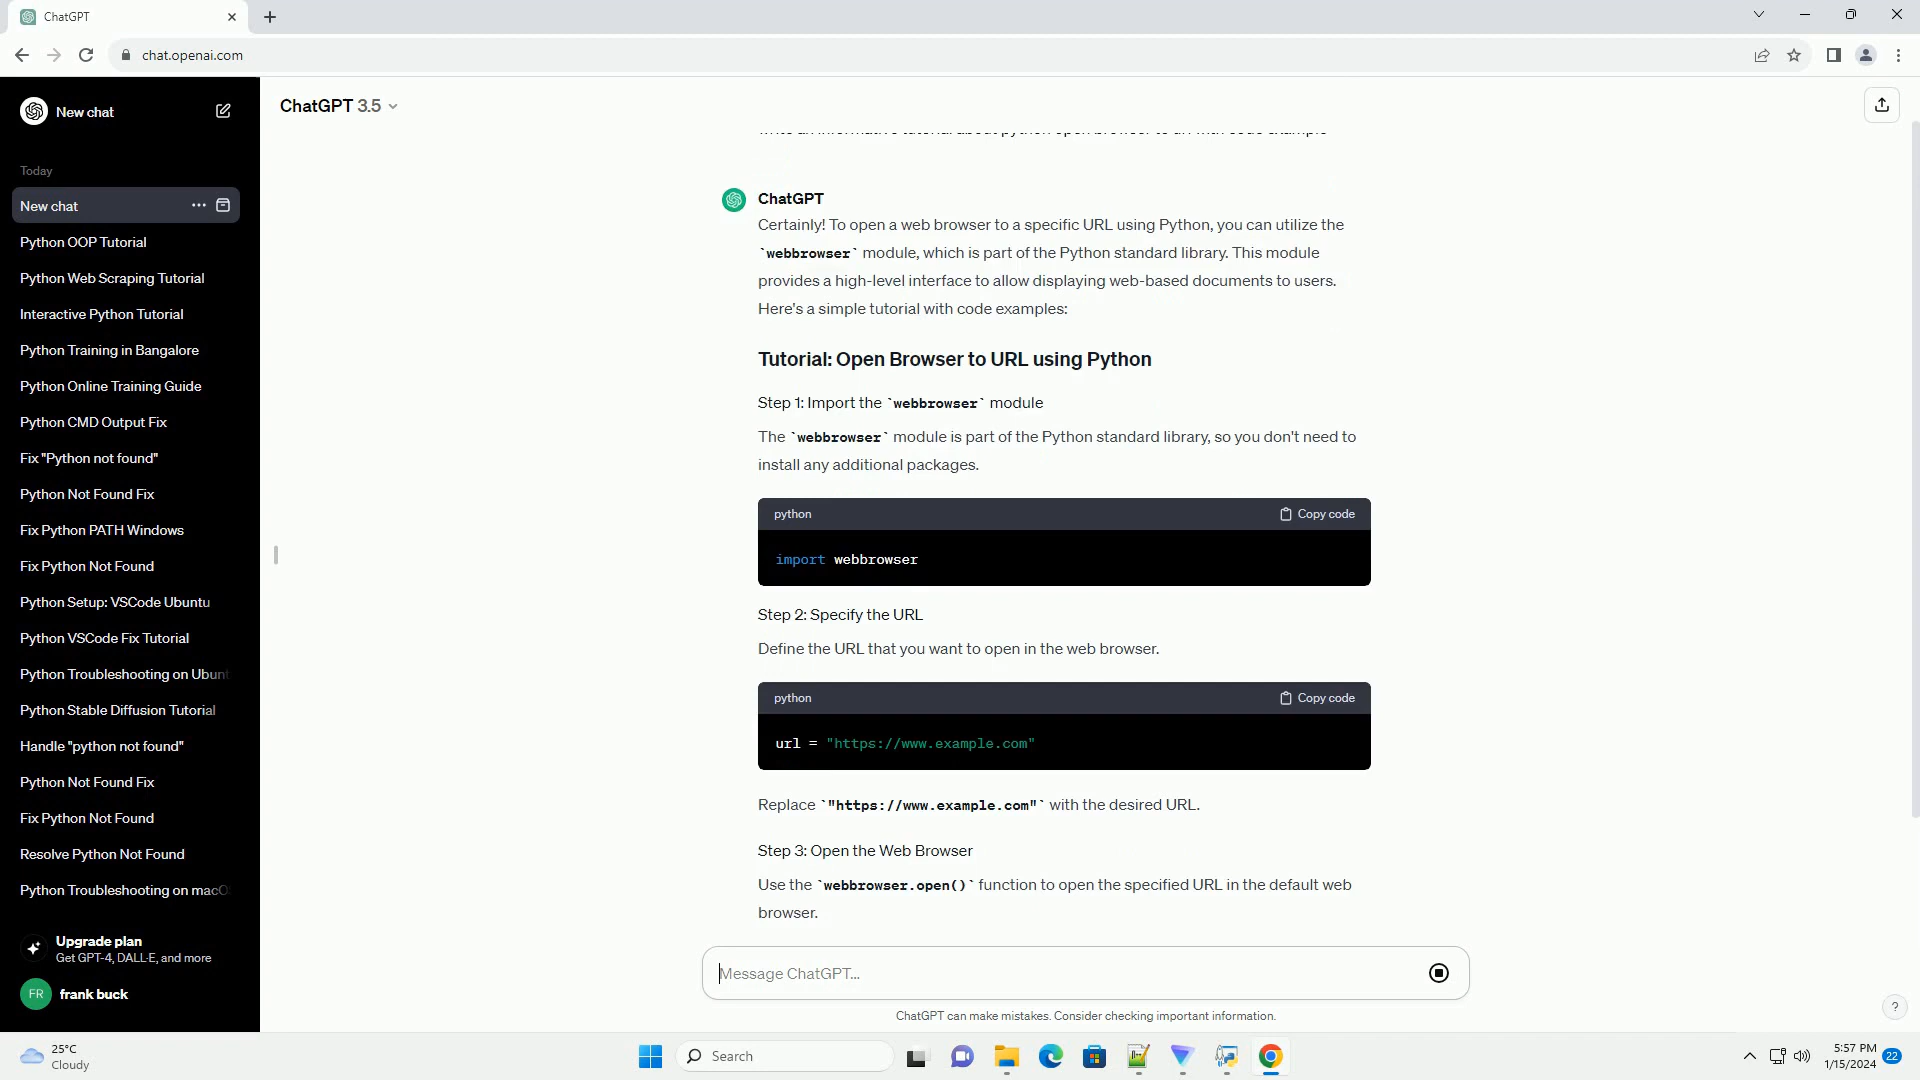 ChatGPT
chat.openai.com
New chat
Today
New chat
Python OOP Tutorial
Python Web Scraping Tutorial
Interactive Python Tutorial
Python Training in Bangalore
Python Online Training Guide
Python CMD Output Fix
Fix "Python not found"
Python Not Found Fix
Fix Python PATH Windows
Fix Python Not Found
Python Setup: VSCode Ubuntu
Python VSCode Fix Tutorial
Python Troubleshooting on Ubunt
Python Stable Diffusion Tutorial
Handle "python not found"
Python Not Found Fix
Fix Python Not Found
Resolve Python Not Found
Python Troubleshooting on macO
Upgrade plan
Get GPT-4, DALL·E, and more
FR frank buck
ChatGPT 3.5
ChatGPT
Certainly! To open a web browser to a specific URL using Python, you can utilize the
`webbrowser` module, which is part of the Python standard library. This module
provides a high-level interface to allow displaying web-based documents to users.
Here's a simple tutorial with code examples:
Tutorial: Open Browser to URL using Python
Step 1: Import the `webbrowser` module
The `webbrowser` module is part of the Python standard library, so you don't need to
install any additional packages.
python Copy code
import webbrowser
Step 2: Specify the URL
Define the URL that you want to open in the web browser.
python Copy code
url = "https://www.example.com"
Replace `"https://www.example.com"` with the desired URL.
Step 3: Open the Web Browser
Use the `webbrowser.open()` function to open the specified URL in the default web
browser.
Message ChatGPT...
ChatGPT can make mistakes. Consider checking important information.
?
25°C
Cloudy
Search
5:57 PM
1/15/2024
22